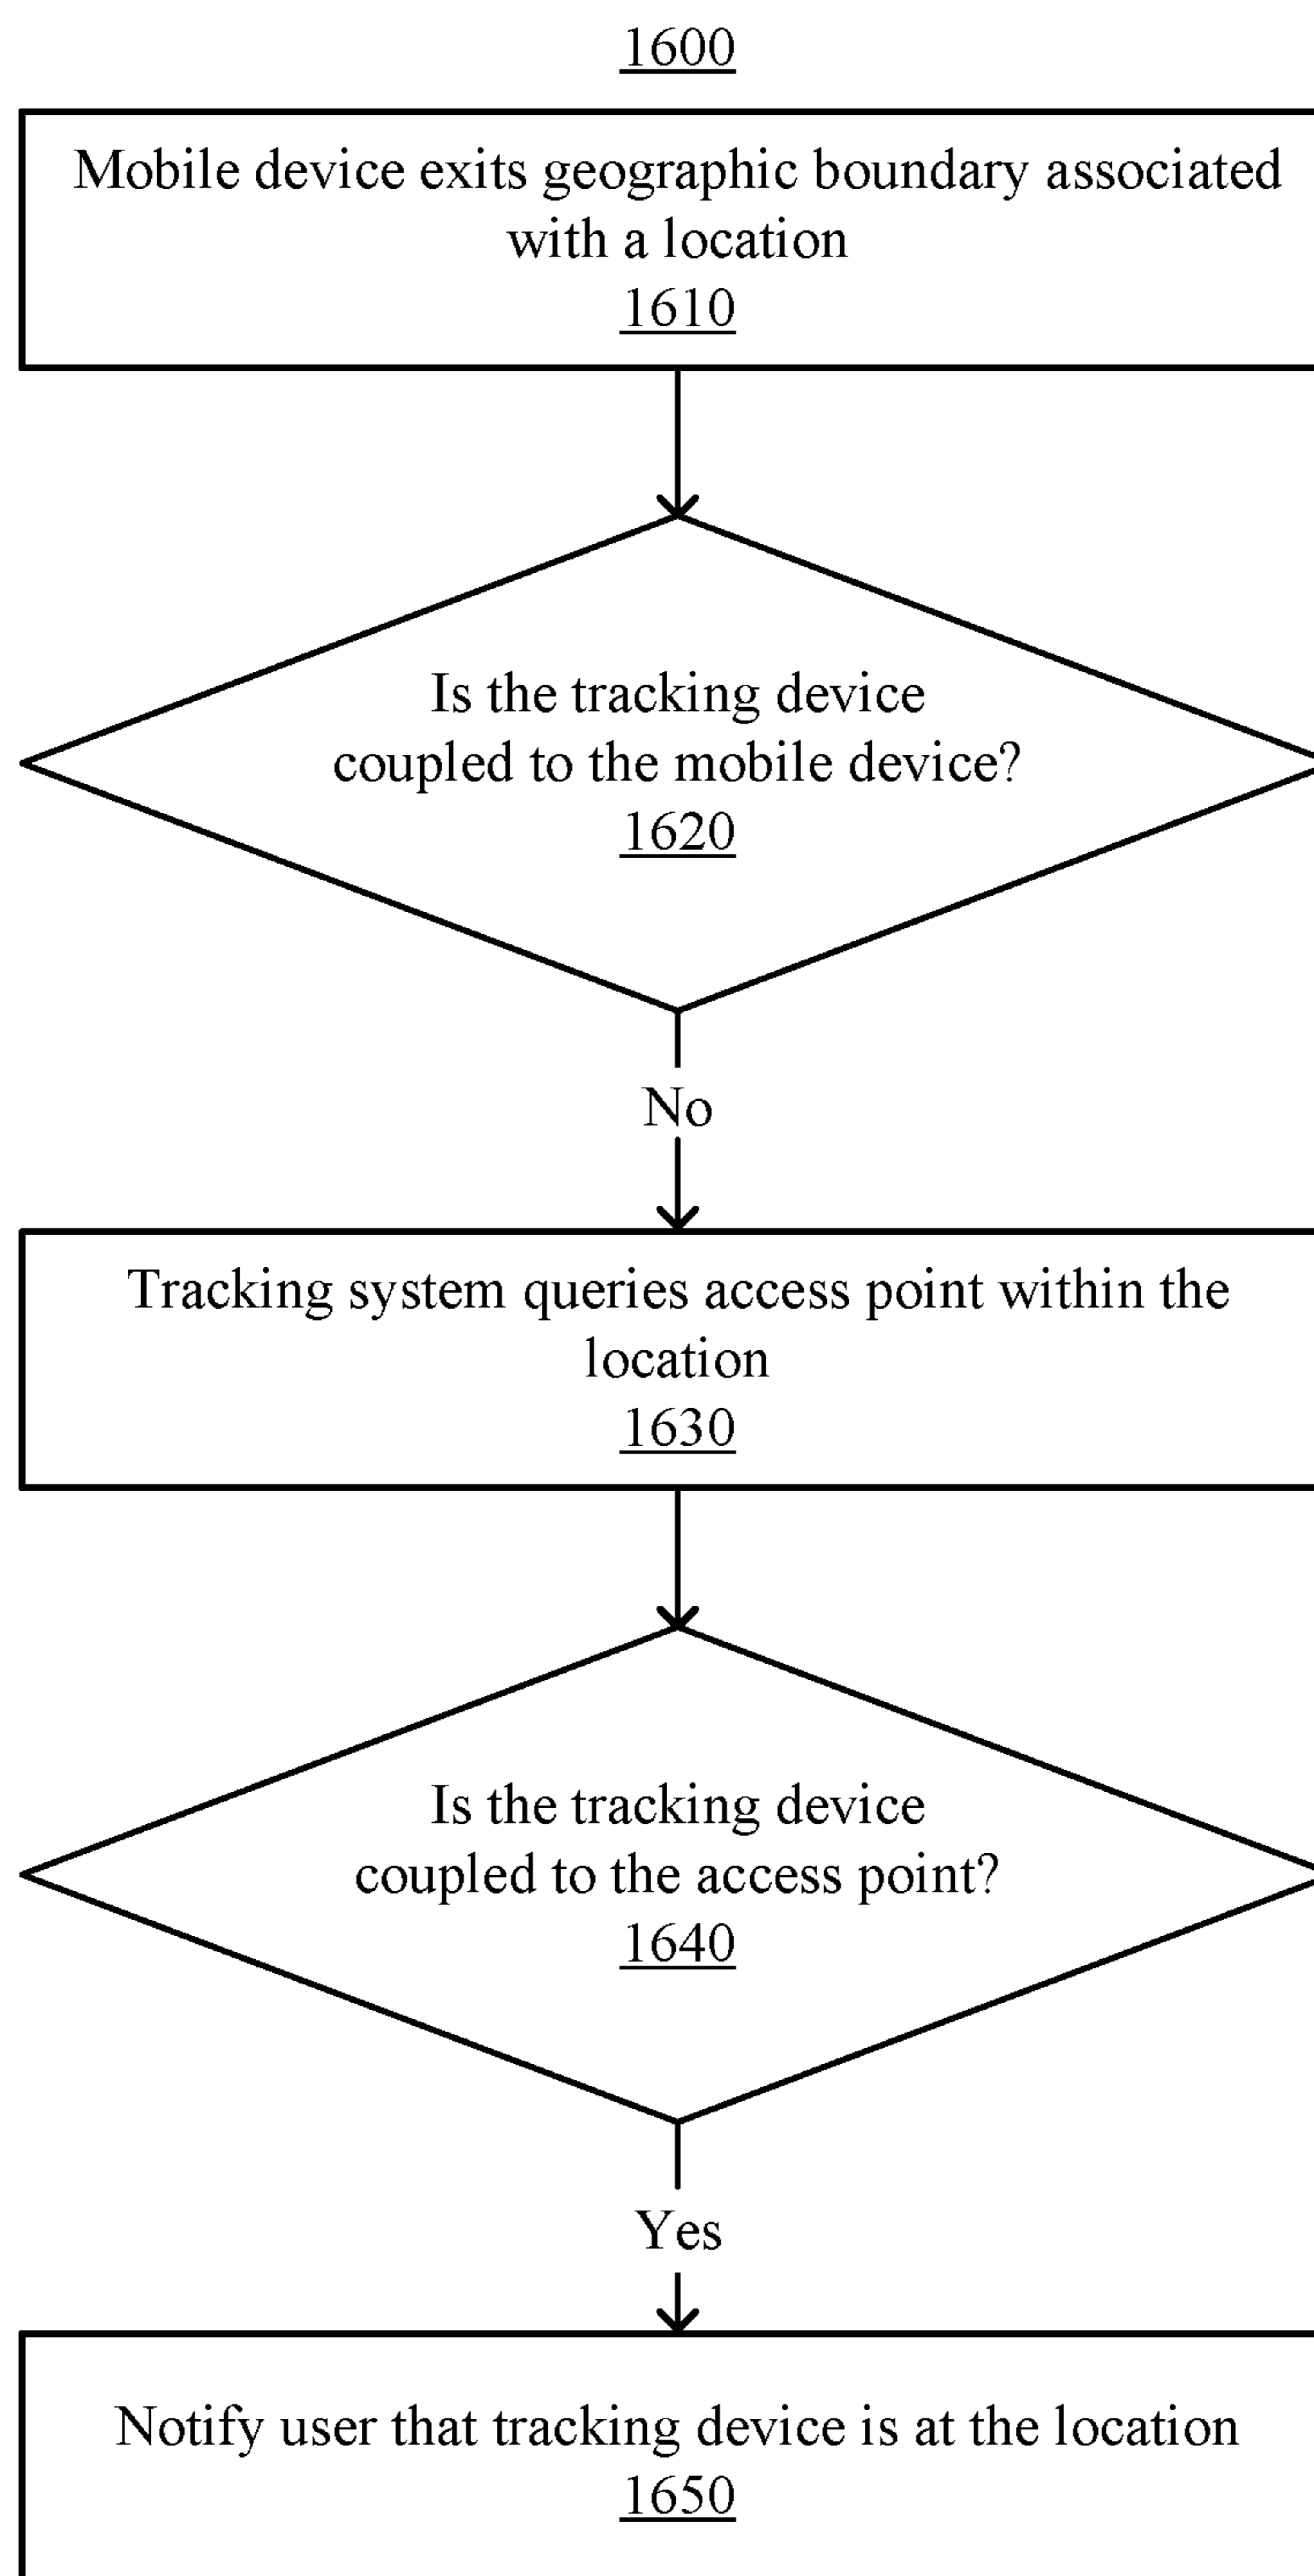 1600
Mobile device exits geographic boundary associated
with a location
1610
Is the tracking device
coupled to the mobile device?
1620
No
Tracking system queries access point within the
location
1630
Is the tracking device
coupled to the access point?
1640
Yes
Notify user that tracking device is at the location
1650